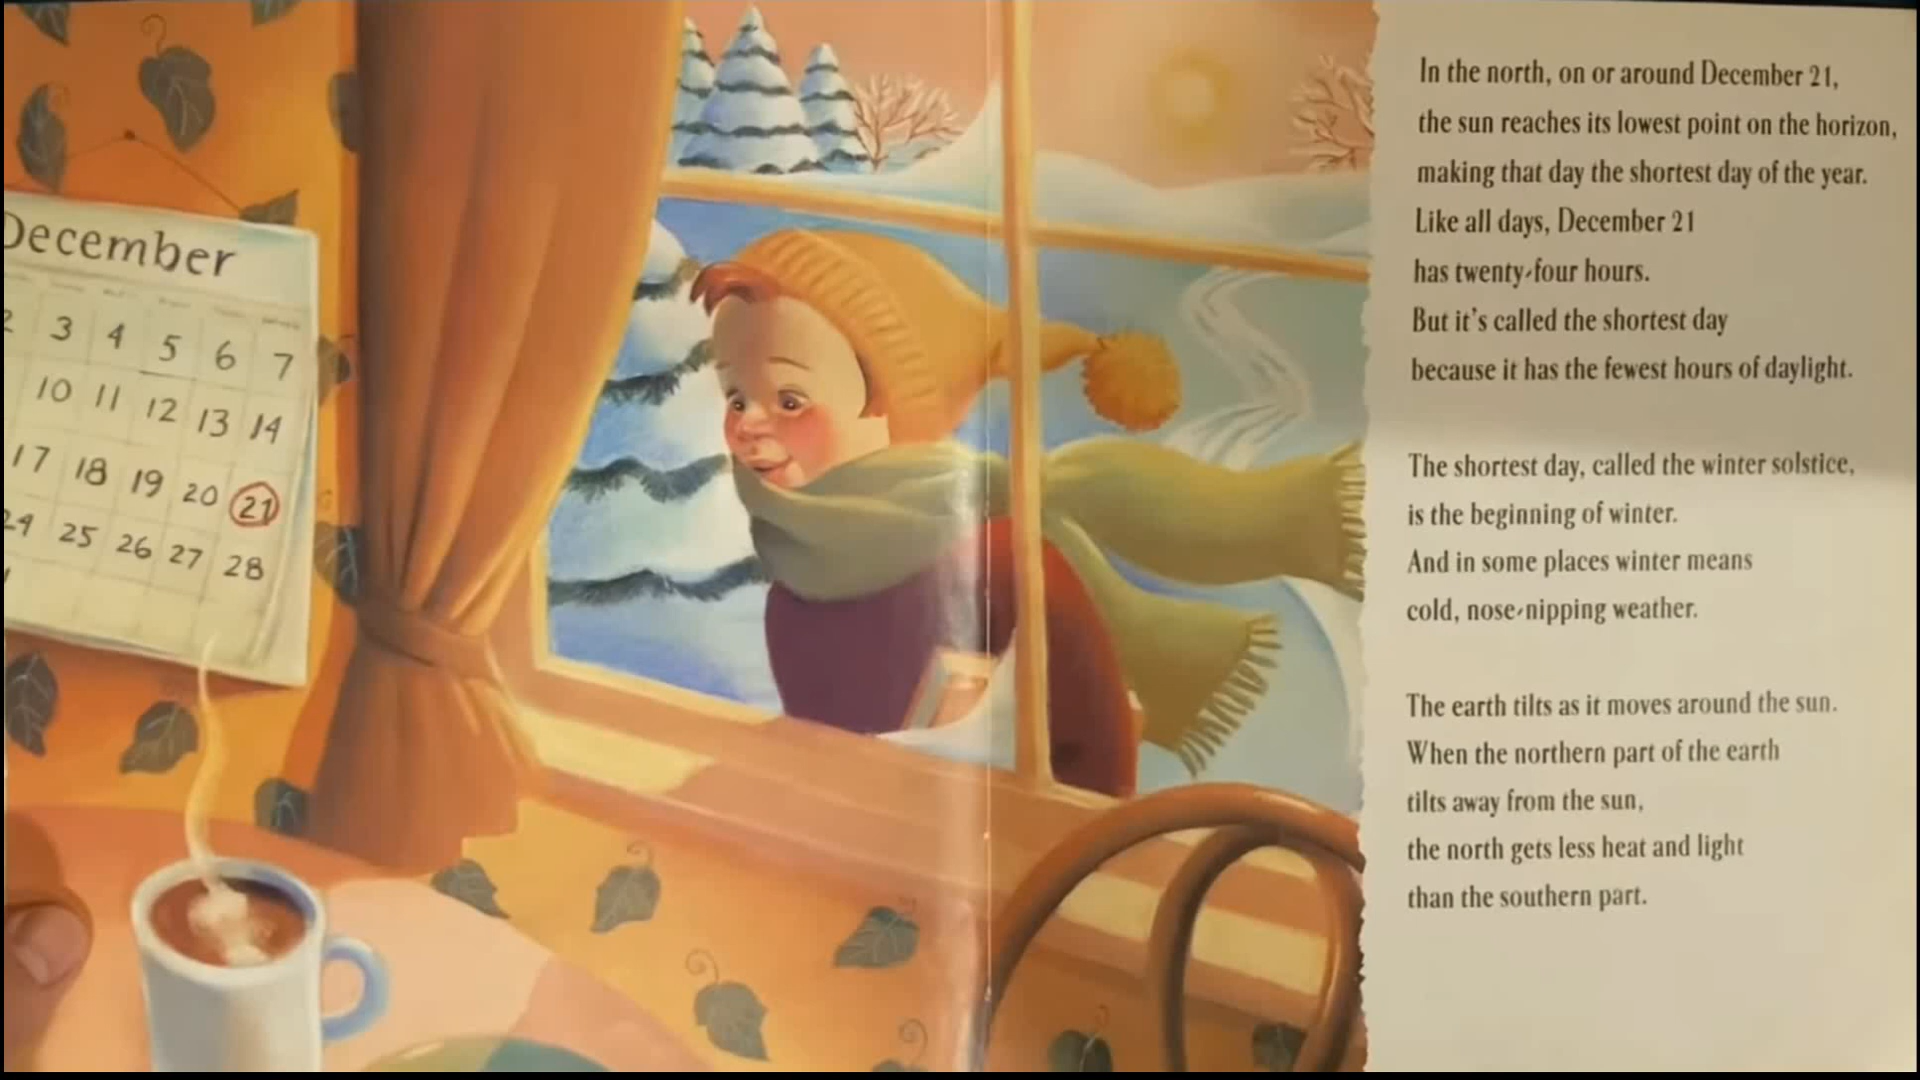 December
2 3 4 5 6 7
10 11 12 13 14
17 18 19 20 21
24 25 26 27 28
In the north, on or around December 21,
the sun reaches its lowest point on the horizon,
making that day the shortest day of the year.
Like all days, December 21
has twenty-four hours.
But it's called the shortest day
because it has the fewest hours of daylight.
The shortest day, called the winter solstice,
is the beginning of winter.
And in some places winter means
cold, nose-nipping weather.
The earth tilts as it moves around the sun.
When the northern part of the earth
tilts away from the sun,
the north gets less heat and light
than the southern part.